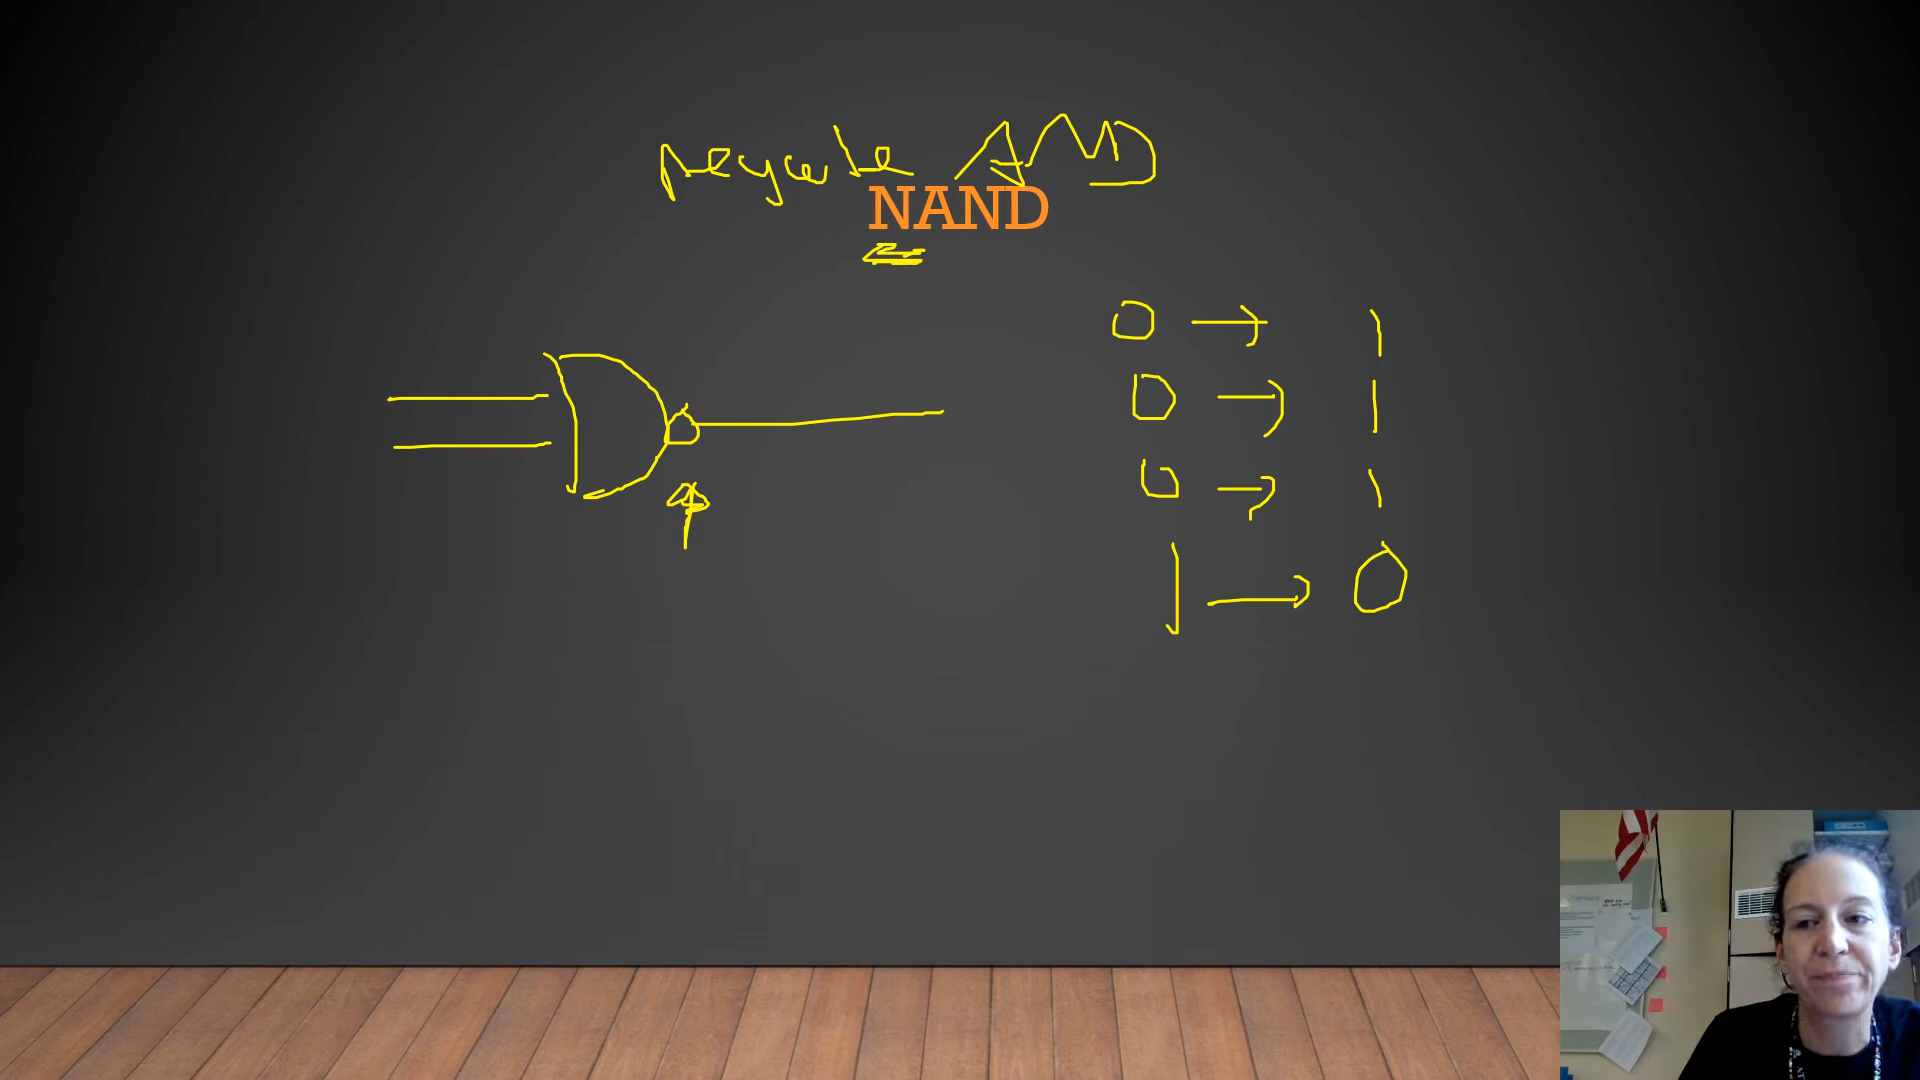 negate AND
NAND
0 → 1
0 → 1
0 → 1
1 → 0